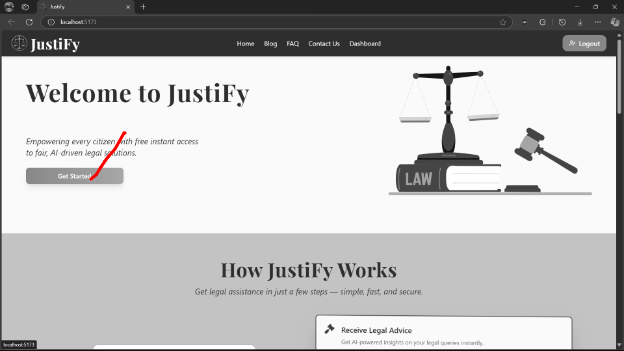 Justify
localhost:5173
JustiFy
Home
Blog
FAQ
Contact Us
Dashboard
Logout
Welcome to JustiFy
Empowering every citizen with free instant access
to fair, AI-driven legal solutions.
Get Started
LAW
How JustiFy Works
Get legal assistance in just a few steps — simple, fast, and secure.
Receive Legal Advice
Get AI-powered insights on your legal queries instantly.
localhost:5173